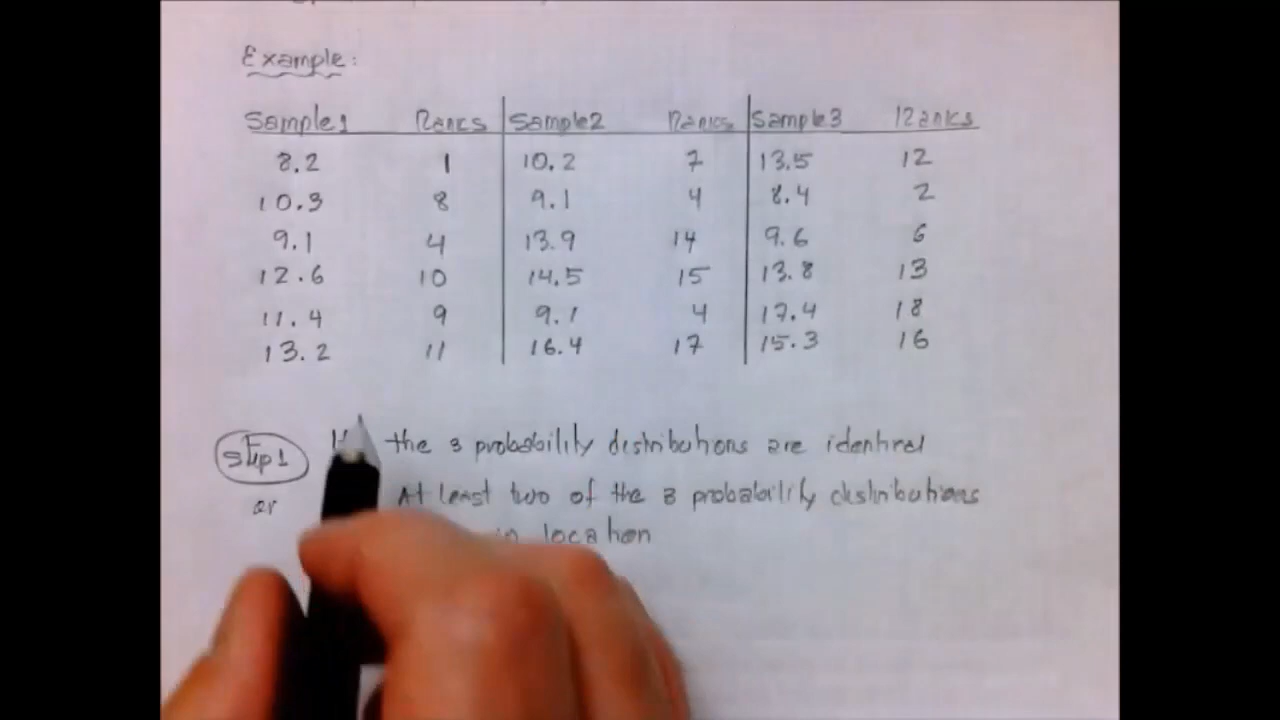 Example:
Sample1 Ranks Sample2 Ranks Sample3 Ranks
8.2 1 10.2 7 13.5 12
10.3 8 9.1 4 8.4 2
9.1 4 13.9 14 9.6 6
12.6 10 14.5 15 13.8 13
11.4 9 9.1 4 17.4 18
13.2 11 16.4 17 15.3 16
Step1 the 3 probability distributions are identical
or At least two of the 3 probability distributions
in location